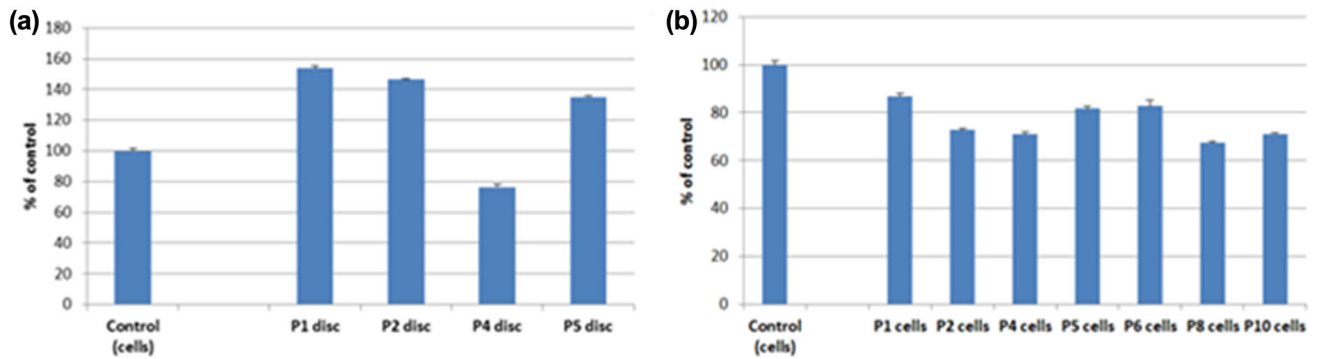 (a)
180
160
140
120
100
80
60
40
20
0
% of control
Control
(cells)
P1 disc
P2 disc
P4 disc
P5 disc
(b)
120
100
80
60
40
20
0
% of control
Control
(cells)
P1 cells
P2 cells
P4 cells
P5 cells
P6 cells
P8 cells
P10 cells